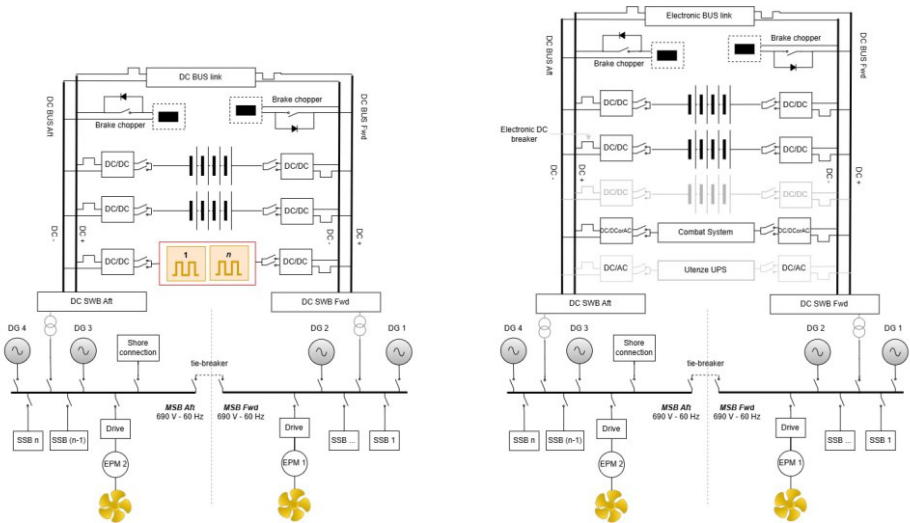 DC BUS link
DC BUS Aft
DC BUS Fwd
Brake chopper
Brake chopper
DC/DC
DC/DC
DC/DC
DC/DC
DC -
DC +
DC -
DC +
DC/DC
1
n
DC/DC
DC SWB Aft
DC SWB Fwd
DG 4
DG 3
Shore
connection
DG 2
DG 1
tie-breaker
MSB Aft
690 V - 60 Hz
MSB Fwd
690 V - 60 Hz
SSB n
SSB (n-1)
Drive
Drive
SSB ...
SSB 1
EPM 2
EPM 1
Electronic BUS link
DC BUS Aft
DC BUS Fwd
Brake chopper
Brake chopper
DC/DC
DC/DC
Electronic DC
breaker
DC/DC
DC/DC
DC -
DC +
DC -
DC +
DC/DC
DC/DC
DC/DCorAC
Combat System
DC/DCorAC
DC/AC
Utenze UPS
DC/AC
DC SWB Aft
DC SWB Fwd
DG 4
DG 3
Shore
connection
DG 2
DG 1
tie-breaker
MSB Aft
690 V - 60 Hz
MSB Fwd
690 V - 60 Hz
SSB n
SSB (n-1)
Drive
Drive
SSB ...
SSB 1
EPM 2
EPM 1